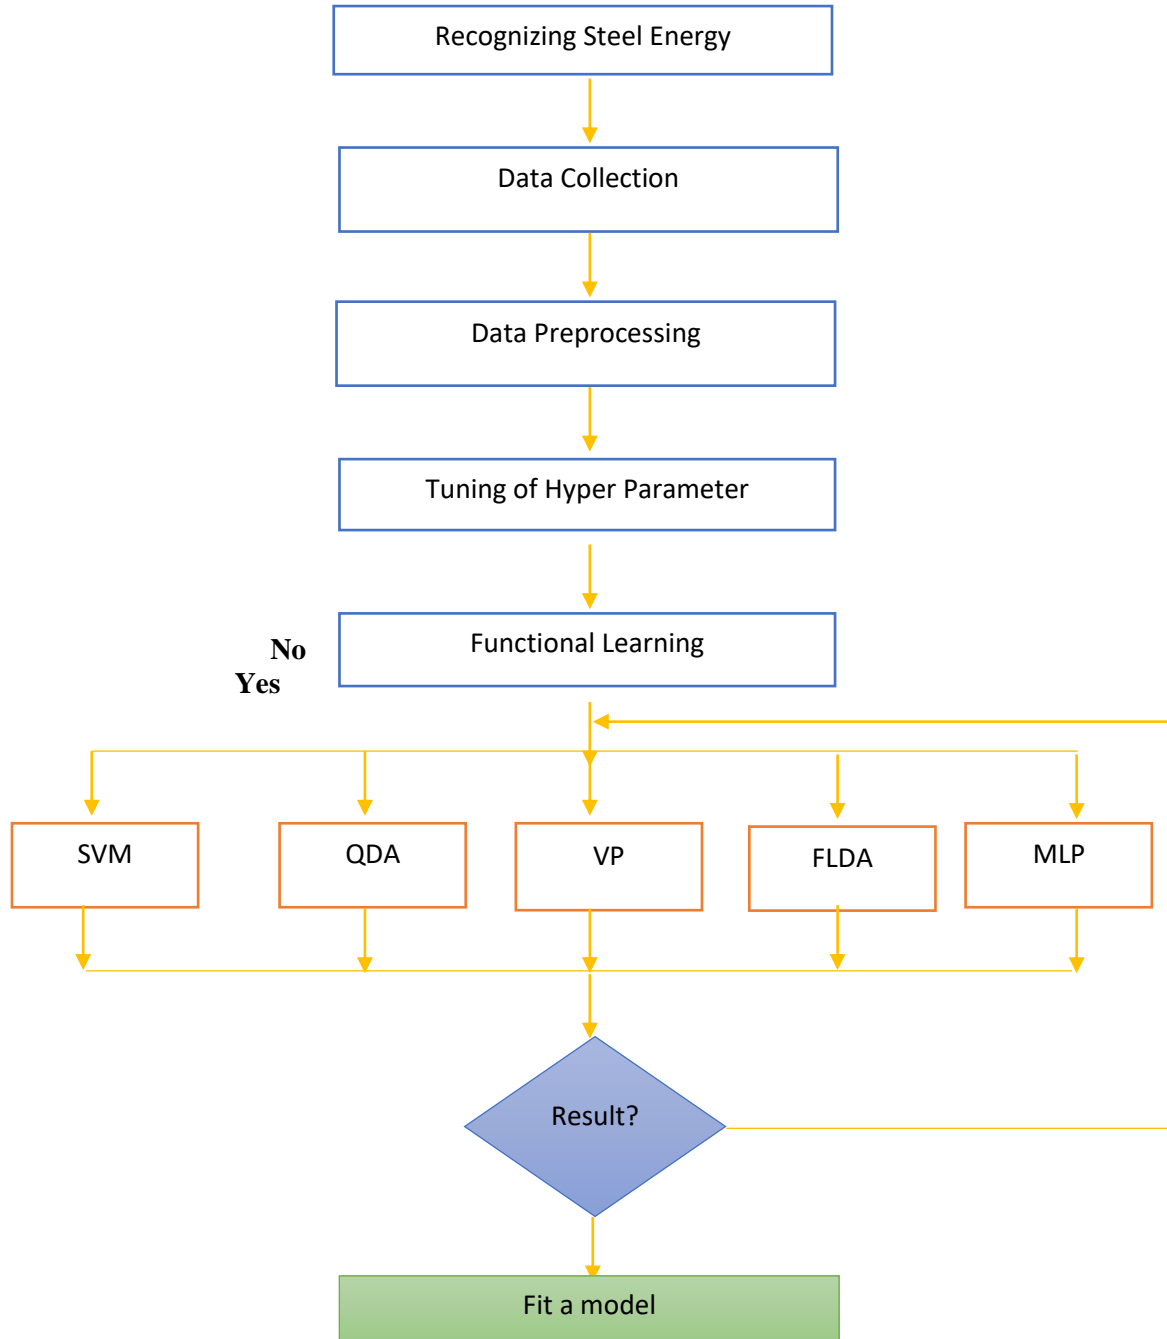 Recognizing Steel Energy
Data Collection
Data Preprocessing
Tuning of Hyper Parameter
Functional Learning
No
Yes
SVM
QDA
VP
FLDA
MLP
Result?
Fit a model